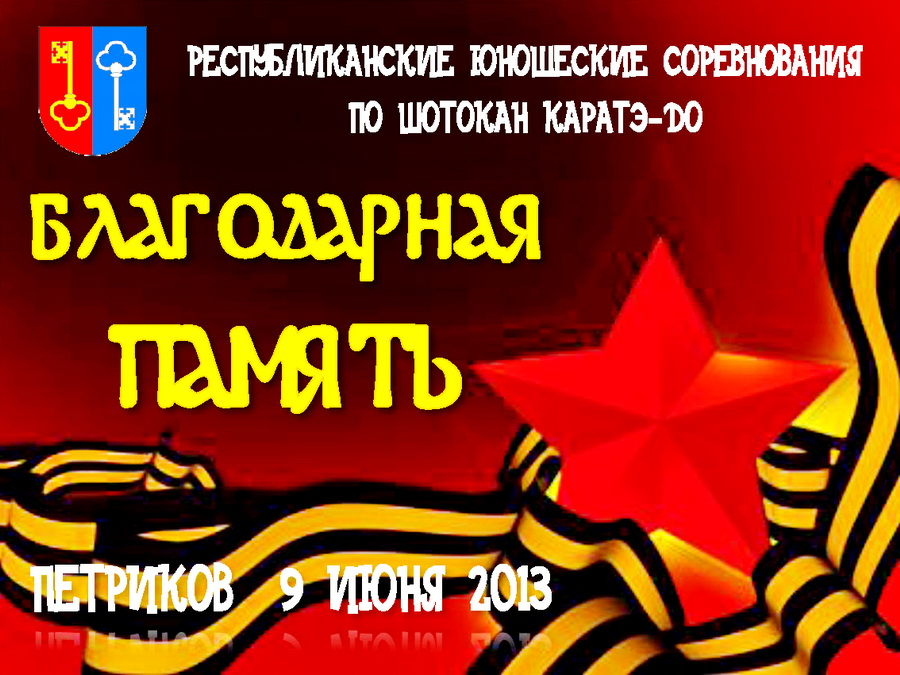 РЕСПУБЛИКАНСКИЕ ЮНОШЕСКИЕ СОРЕВНОВАНИЯ
ПО ШОТОКАН КАРАТЭ-ДО
БЛАГОДАРНАЯ
ПАМЯТЬ
ПЕТРИКОВ 9 ИЮНЯ 2013